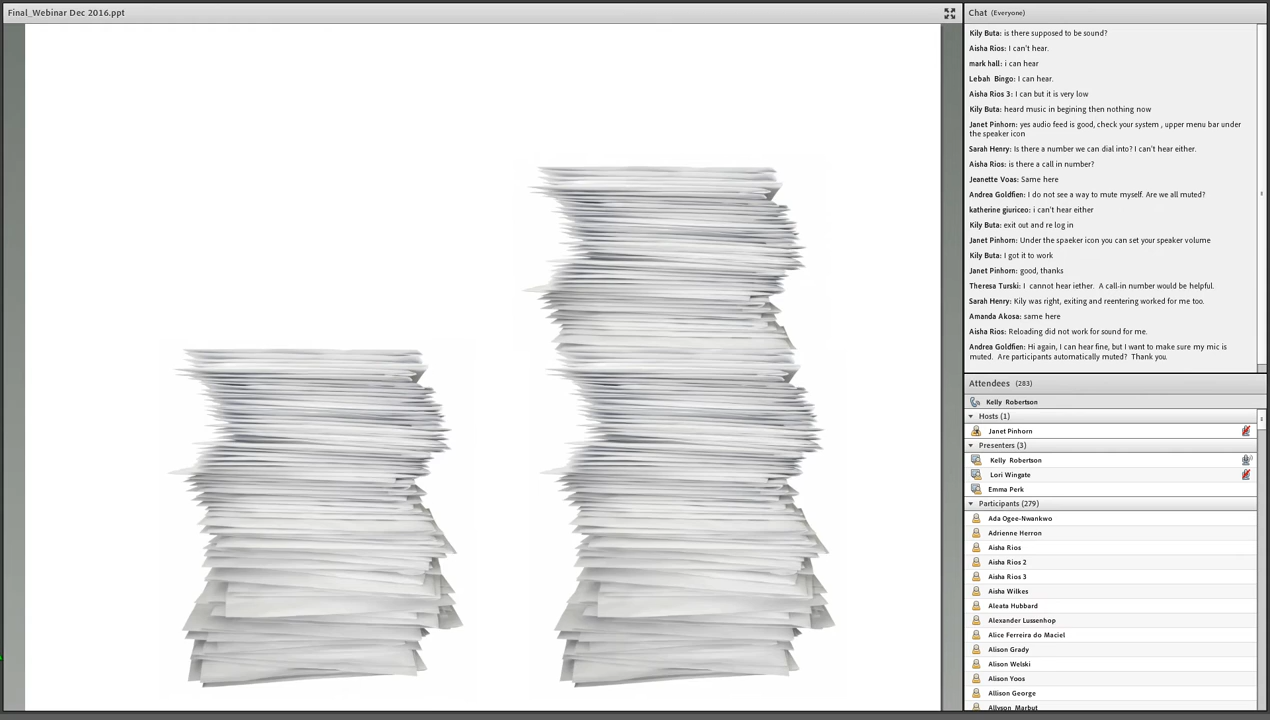 Final_Webinar Dec 2016.ppt
Chat (Everyone)
Kily Buta: is there supposed to be sound?
Aisha Rios: I can't hear.
mark hall: i can hear
Lebah Bingo: I can hear.
Aisha Rios 3: I can but it is very low
Kily Buta: heard music in begining then nothing now
Janet Pinhorn: yes audio feed is good, check your system , upper menu bar under
the speaker icon
Sarah Henry: Is there a number we can dial into? I can't hear either.
Aisha Rios: is there a call in number?
Jeanette Voas: Same here
Andrea Goldfien: I do not see a way to mute myself. Are we all muted?
katherine giuriceo: i can't hear either
Kily Buta: exit out and re log in
Janet Pinhorn: Under the spaeker icon you can set your speaker volume
Kily Buta: I got it to work
Janet Pinhorn: good, thanks
Theresa Turski: I cannot hear iether. A call-in number would be helpful.
Sarah Henry: Kily was right, exiting and reentering worked for me too.
Amanda Akosa: same here
Aisha Rios: Reloading did not work for sound for me.
Andrea Goldfien: Hi again, I can hear fine, but I want to make sure my mic is
muted. Are participants automatically muted? Thank you.
Attendees (283)
Kelly Robertson
Hosts (1)
Janet Pinhorn
Presenters (3)
Kelly Robertson
Lori Wingate
Emma Perk
Participants (279)
Ada Ogee-Nwankwo
Adrienne Herron
Aisha Rios
Aisha Rios 2
Aisha Rios 3
Aisha Wilkes
Aleata Hubbard
Alexander Lussenhop
Alice Ferreira do Maciel
Alison Grady
Alison Welski
Alison Yoos
Allison George
Allyson Marbut